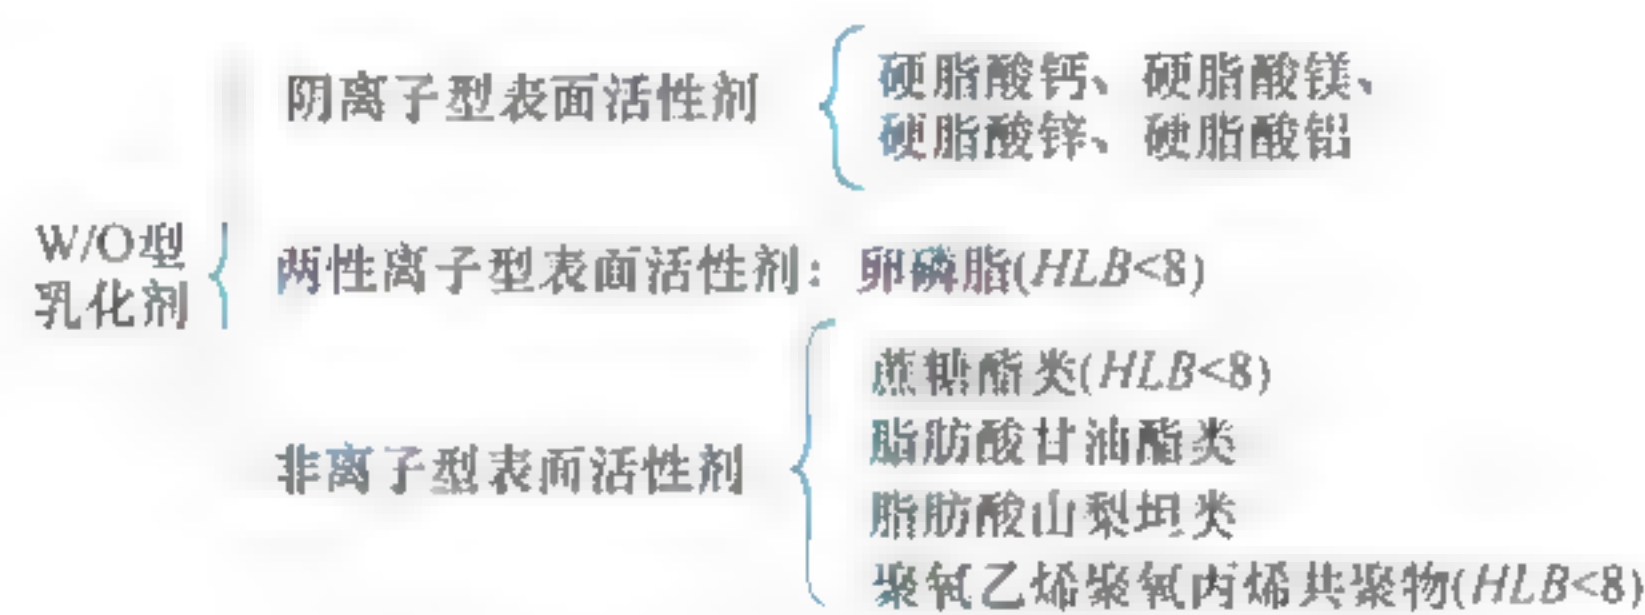 阴离子型表面活性剂
硬脂酸钙、硬脂酸镁、
硬脂酸锌、硬脂酸铝
W/O型
乳化剂
两性离子型表面活性剂：卵磷脂(HLB<8)
非离子型表面活性剂
蔗糖酯类(HLB<8)
脂肪酸甘油酯类
脂肪酸山梨坦类
聚氧乙烯聚氧丙烯共聚物(HLB<8)